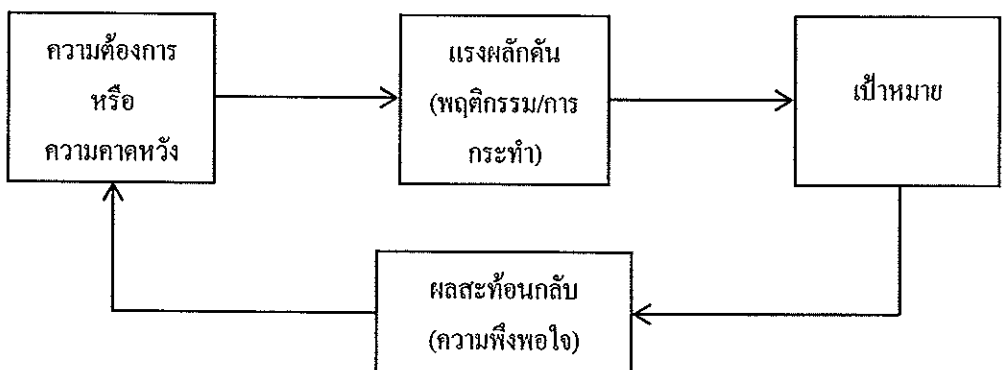 ความต้องการ
หรือ
ความคาดหวัง
แรงผลักดัน
(พฤติกรรม/การ
กระทำ)
เป้าหมาย
ผลสะท้อนกลับ
(ความพึงพอใจ)